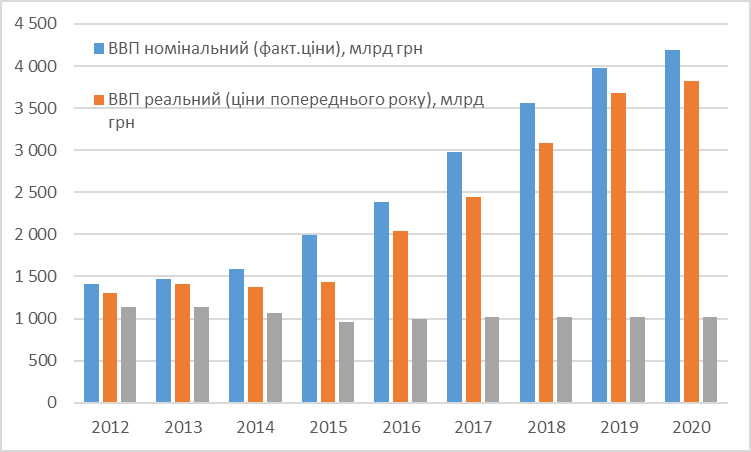 4 500
4 000
3 500
3 000
2 500
2 000
1 500
1 000
500
0
ВВП номінальний (факт.ціни), млрд грн
ВВП реальний (ціни попереднього року), млрд
грн
2012 2013 2014 2015 2016 2017 2018 2019 2020